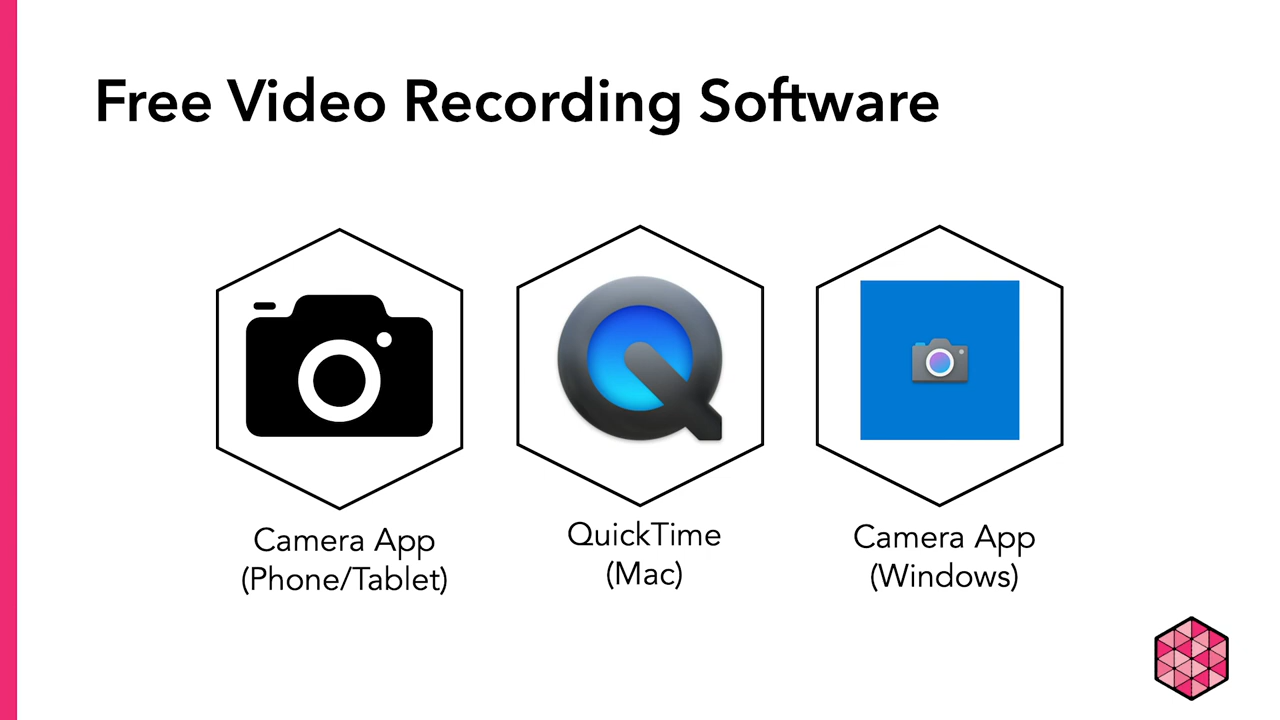 Free Video Recording Software
Camera App
(Phone/Tablet)
QuickTime
(Mac)
Camera App
(Windows)